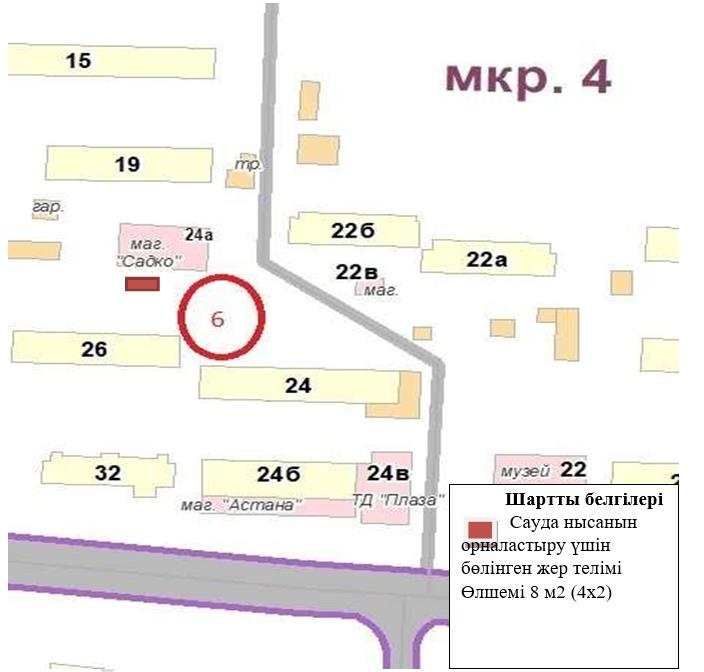 15
мкр. 4
19
тр.
гар.
24а
маг.
"Садко"
22б
22а
22в
маг.
6
26
24
32
24б
24в
музей 22
маг. "Астана"
ТД "Плаза"
Шартты белгілері
Сауда нысанын
орналастыру үшін
бөлінген жер телімі
Өлшемі 8 м2 (4х2)